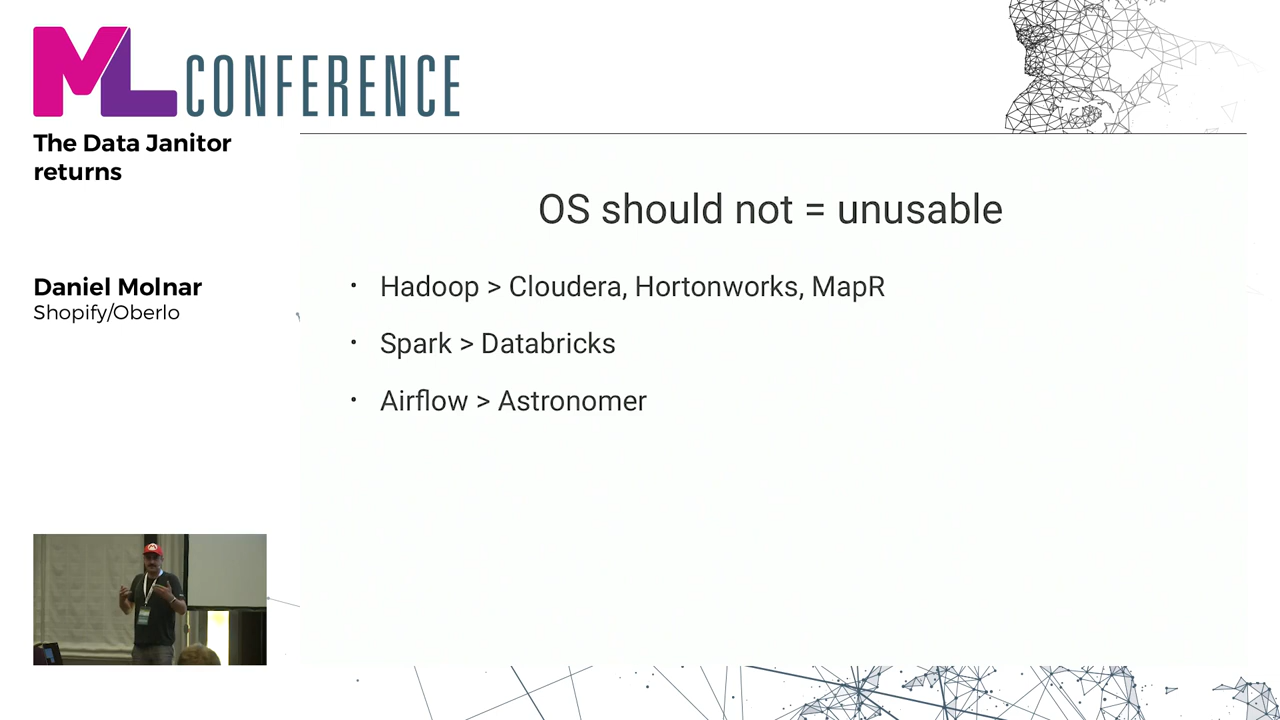 ML CONFERENCE
The Data Janitor
returns
Daniel Molnar
Shopify/Oberlo
OS should not = unusable
• Hadoop > Cloudera, Hortonworks, MapR
• Spark > Databricks
• Airflow > Astronomer